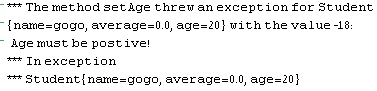 *** The method setAge threw an exception for Student
{name=gogo, average=0.0, age=20} with the value -18:
Age must be postive!
*** In exception
*** Student{name=gogo, average=0.0, age=20}